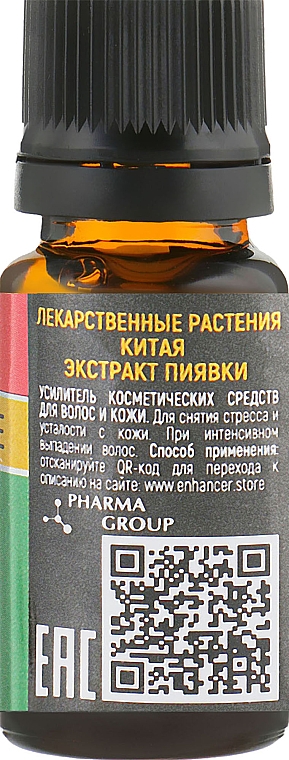 ЛЕКАРСТВЕННЫЕ РАСТЕНИЯ
КИТАЯ
ЭКСТРАКТ ПИЯВКИ
УСИЛИТЕЛЬ КОСМЕТИЧЕСКИХ СРЕДСТВ
ДЛЯ ВОЛОС И КОЖИ. Для снятия стресса и
усталости с кожи. При интенсивном
выпадении волос. Способ применения:
отсканируйте QR-код для перехода к
описанию на сайте: www.enhancer.store
PHARMA
GROUP
EAC